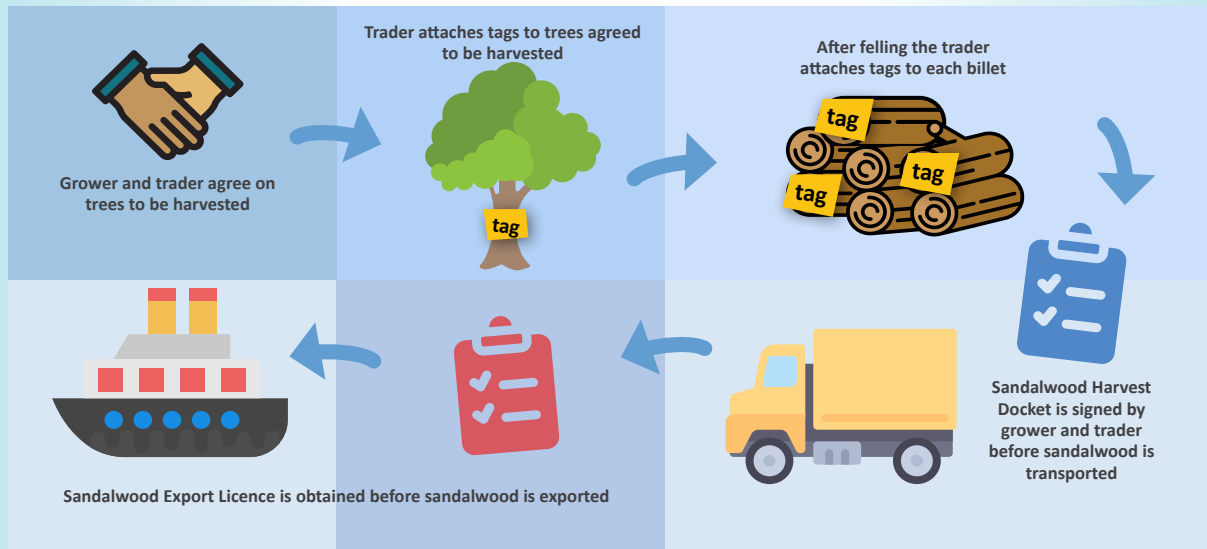 Grower and trader agree on
trees to be harvested
Trader attaches tags to trees agreed
to be harvested
tag
After felling the trader
attaches tags to each billet
tag
tag
tag
Sandalwood Harvest
Docket is signed by
grower and trader
before sandalwood is
transported
Sandalwood Export Licence is obtained before sandalwood is exported